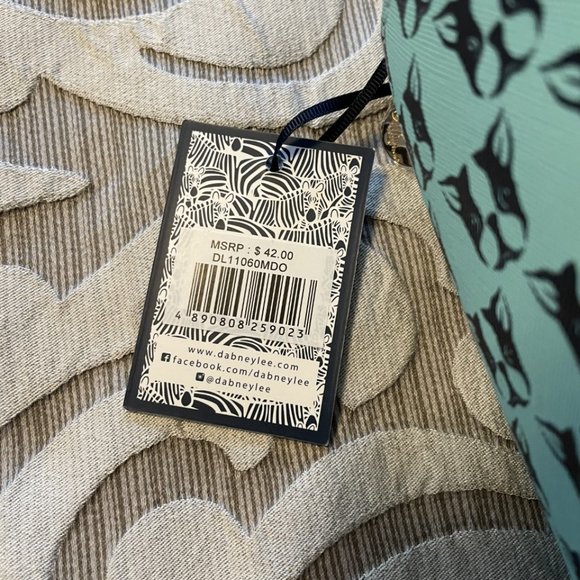 MSRP : $ 42.00
DL11060MDO
4 890808 259023
www.dabneylee.com
facebook.com/dabneylee
@dabneylee